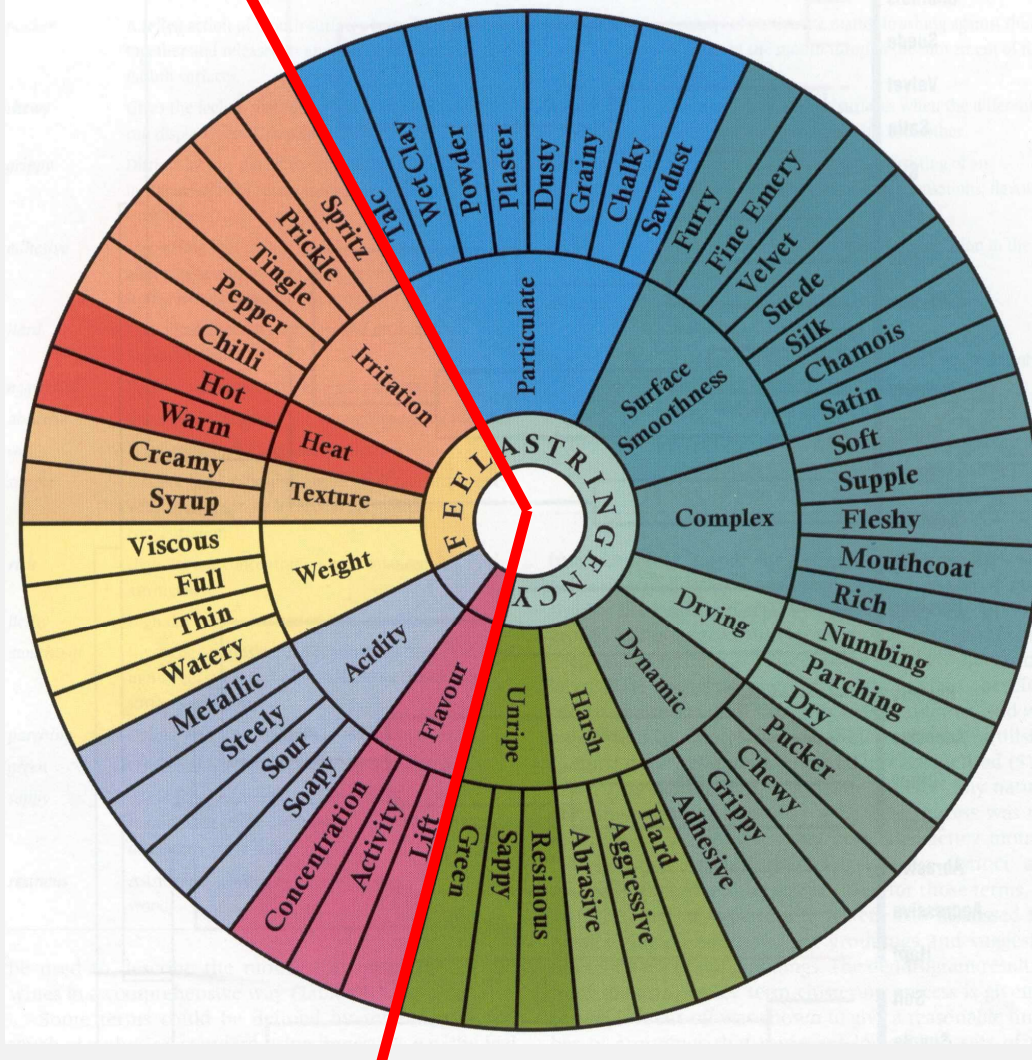 FEEL
ASTRINGENCY
Particulate
Talc
Wet Clay
Powder
Plaster
Dusty
Grainy
Chalky
Sawdust
Surface
Smoothness
Furry
Fine Emery
Velvet
Suede
Silk
Chamois
Satin
Complex
Soft
Supple
Fleshy
Mouthcoat
Rich
Drying
Numbing
Parching
Dry
Dynamic
Pucker
Chewy
Grippy
Adhesive
Harsh
Hard
Aggressive
Abrasive
Unripe
Resinous
Sappy
Green
Flavour
Lift
Activity
Concentration
Acidity
Soapy
Sour
Steely
Metallic
Weight
Watery
Thin
Full
Viscous
Texture
Syrup
Creamy
Heat
Warm
Hot
Irritation
Chilli
Pepper
Tingle
Prickle
Spritz